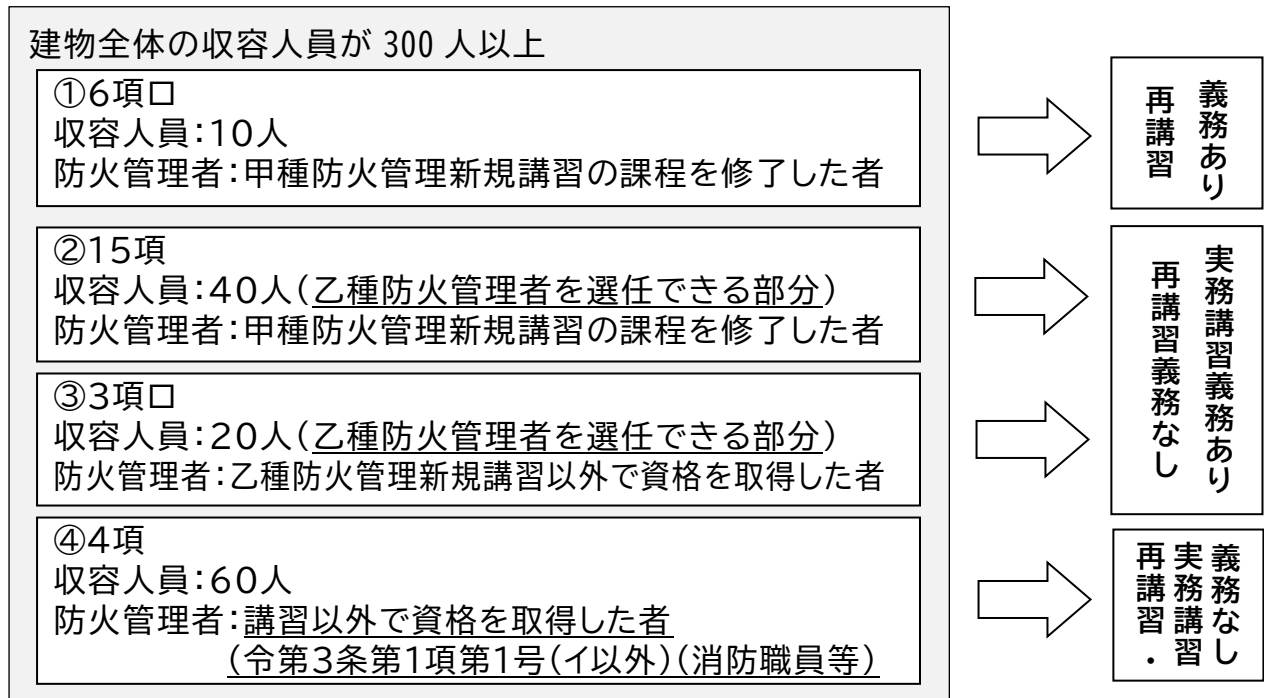 建物全体の収容人員が 300 人以上
①6項ロ
収容人員：10人
防火管理者：甲種防火管理新規講習の課程を修了した者
再講習
義務あり
②15項
収容人員：40人（乙種防火管理者を選任できる部分）
防火管理者：甲種防火管理新規講習の課程を修了した者
③3項ロ
収容人員：20人（乙種防火管理者を選任できる部分）
防火管理者：乙種防火管理新規講習以外で資格を取得した者
再講習義務なし
実務講習義務あり
④4項
収容人員：60人
防火管理者：講習以外で資格を取得した者
（令第3条第1項第1号（イ以外）（消防職員等）
再講習・
実務講習
義務なし